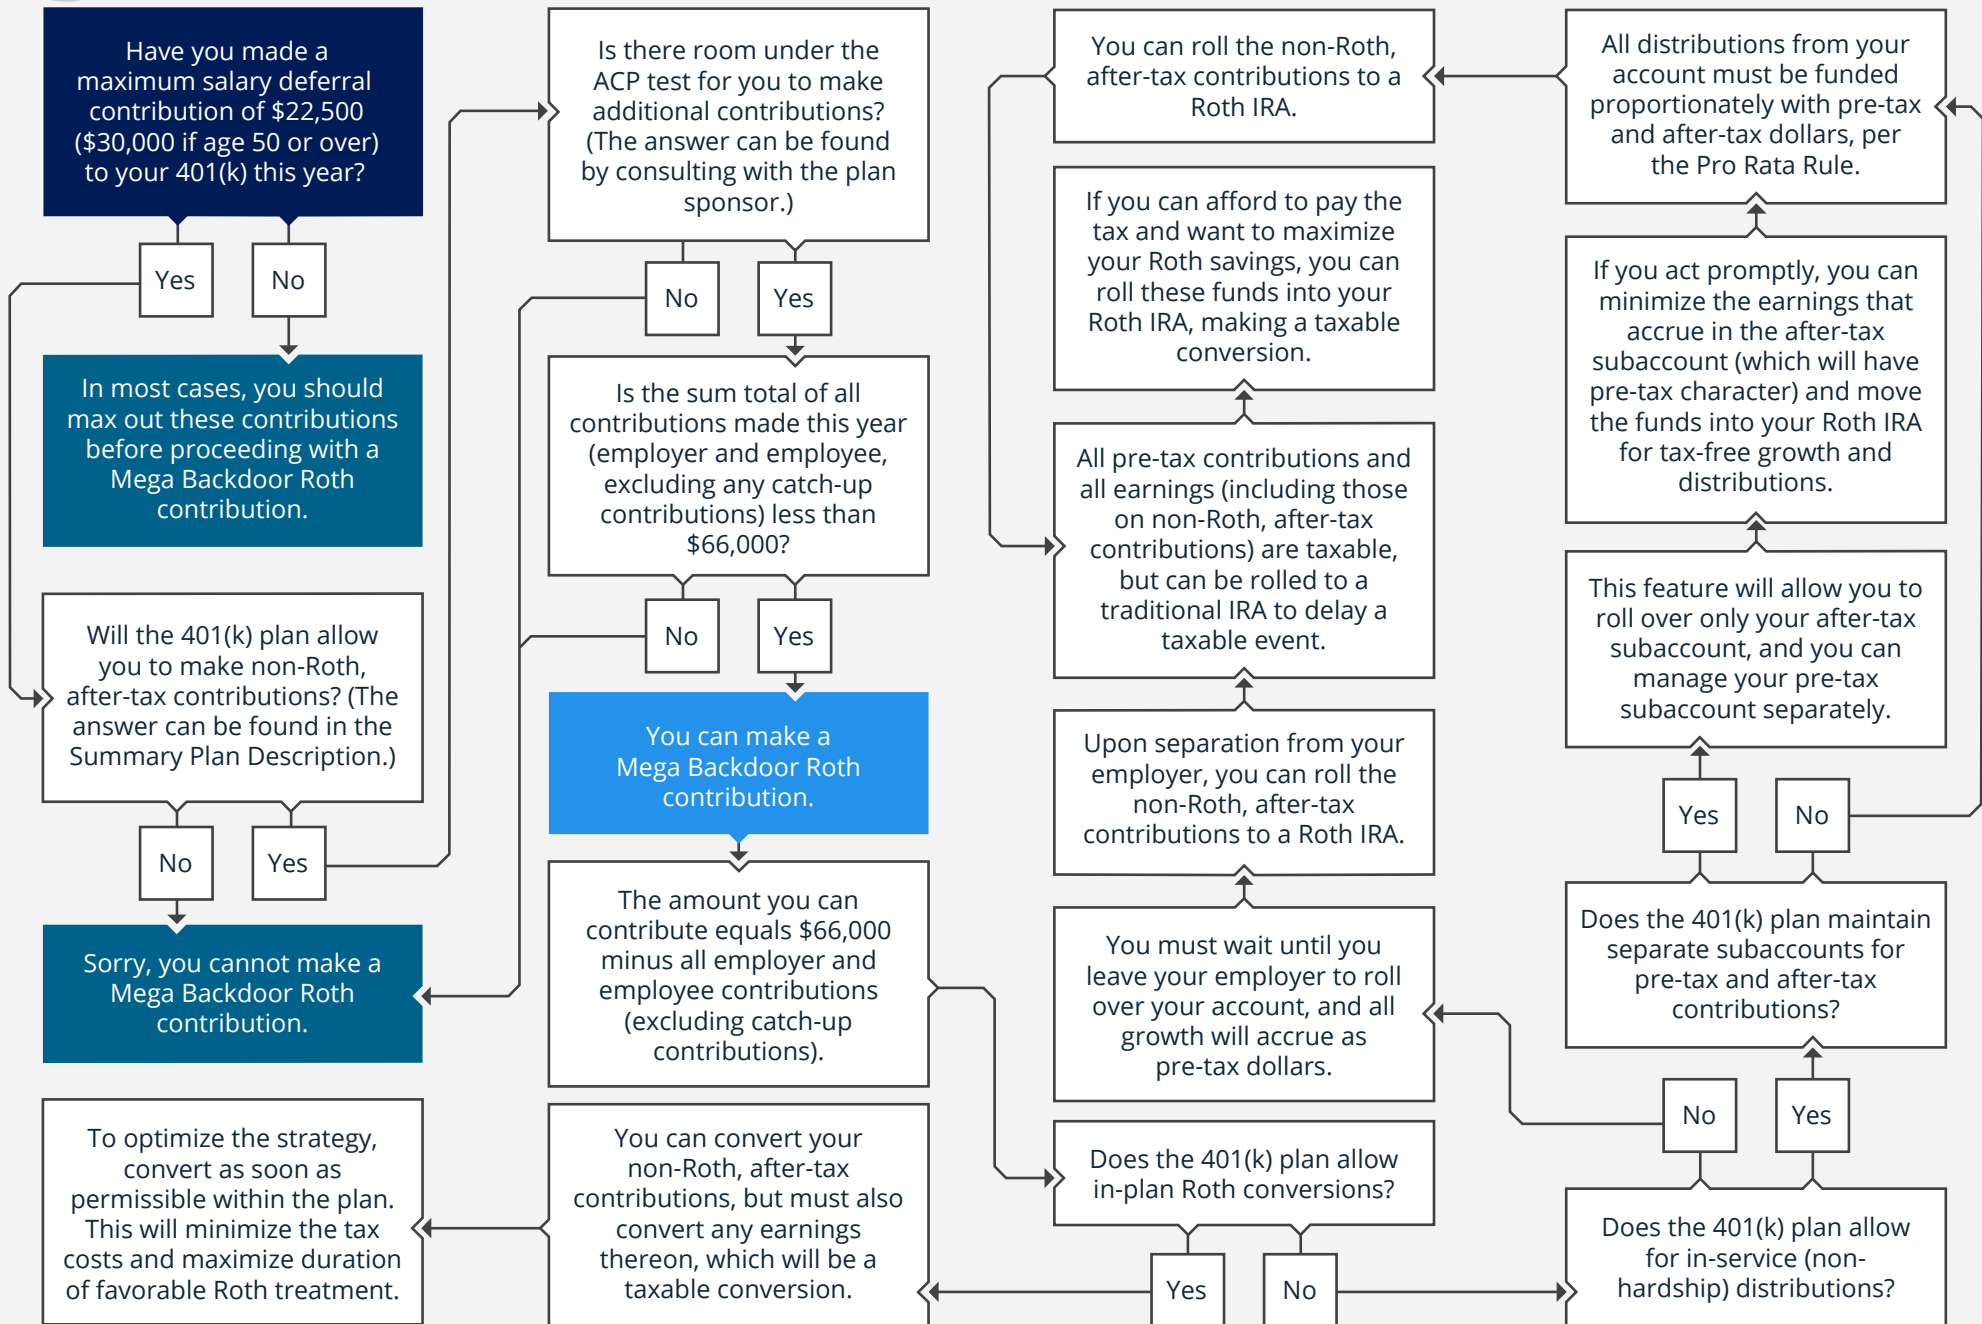 Have you made a
maximum salary deferral
contribution of $22,500
($30,000 if age 50 or over)
to your 401(k) this year?
Yes
No
In most cases, you should
max out these contributions
before proceeding with a
Mega Backdoor Roth
contribution.
Will the 401(k) plan allow
you to make non-Roth,
after-tax contributions? (The
answer can be found in the
Summary Plan Description.)
No
Yes
Sorry, you cannot make a
Mega Backdoor Roth
contribution.
To optimize the strategy,
convert as soon as
permissible within the plan.
This will minimize the tax
costs and maximize duration
of favorable Roth treatment.
Is there room under the
ACP test for you to make
additional contributions?
(The answer can be found
by consulting with the plan
sponsor.)
No
Yes
Is the sum total of all
contributions made this year
(employer and employee,
excluding any catch-up
contributions) less than
$66,000?
No
Yes
You can make a
Mega Backdoor Roth
contribution.
The amount you can
contribute equals $66,000
minus all employer and
employee contributions
(excluding catch-up
contributions).
You can convert your
non-Roth, after-tax
contributions, but must also
convert any earnings
thereon, which will be a
taxable conversion.
You can roll the non-Roth,
after-tax contributions to a
Roth IRA.
If you can afford to pay the
tax and want to maximize
your Roth savings, you can
roll these funds into your
Roth IRA, making a taxable
conversion.
All pre-tax contributions and
all earnings (including those
on non-Roth, after-tax
contributions) are taxable,
but can be rolled to a
traditional IRA to delay a
taxable event.
Upon separation from your
employer, you can roll the
non-Roth, after-tax
contributions to a Roth IRA.
You must wait until you
leave your employer to roll
over your account, and all
growth will accrue as
pre-tax dollars.
Does the 401(k) plan allow
in-plan Roth conversions?
Yes
No
All distributions from your
account must be funded
proportionately with pre-tax
and after-tax dollars, per
the Pro Rata Rule.
If you act promptly, you can
minimize the earnings that
accrue in the after-tax
subaccount (which will have
pre-tax character) and move
the funds into your Roth IRA
for tax-free growth and
distributions.
This feature will allow you to
roll over only your after-tax
subaccount, and you can
manage your pre-tax
subaccount separately.
Yes
No
Does the 401(k) plan maintain
separate subaccounts for
pre-tax and after-tax
contributions?
No
Yes
Does the 401(k) plan allow
for in-service (non-
hardship) distributions?